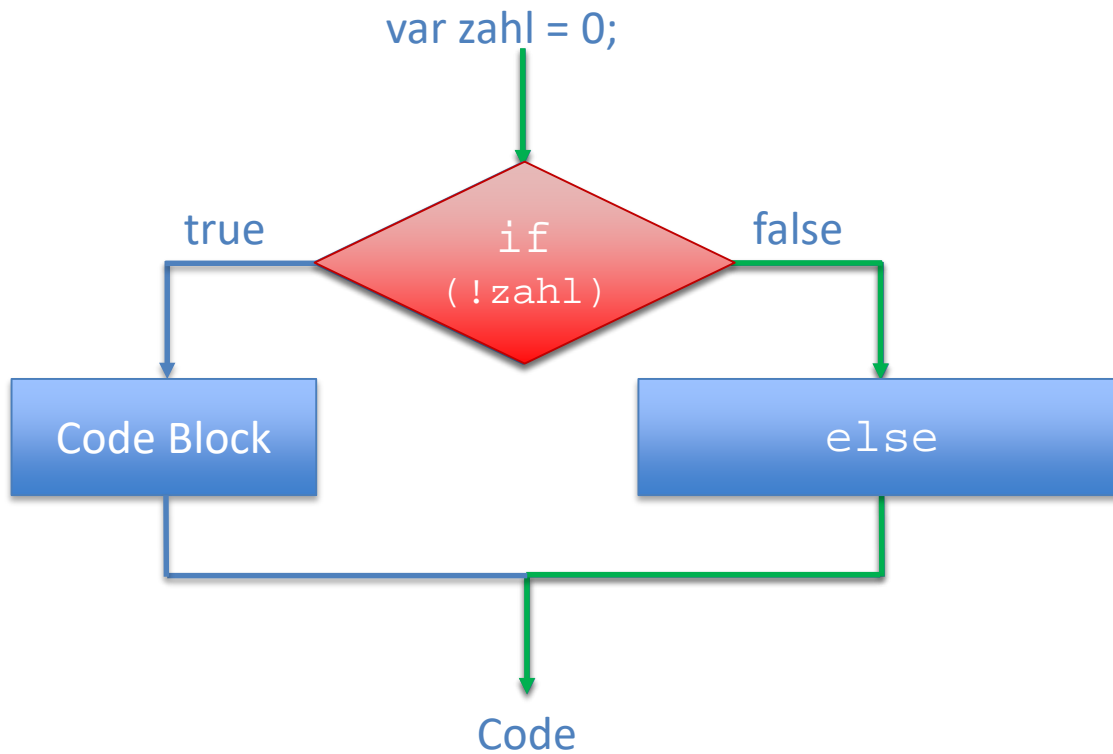 var zahl = 0;
true
if
(!zahl)
false
Code Block
else
Code